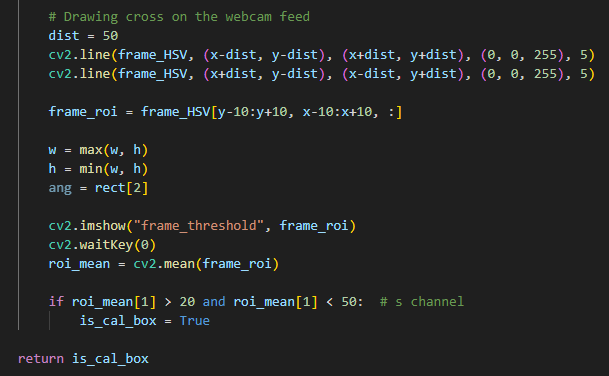 # Drawing cross on the webcam feed
dist = 50
cv2.line(frame_HSV, (x-dist, y-dist), (x+dist, y+dist), (0, 0, 255), 5)
cv2.line(frame_HSV, (x+dist, y-dist), (x-dist, y+dist), (0, 0, 255), 5)
frame_roi = frame_HSV[y-10:y+10, x-10:x+10, :]
w = max(w, h)
h = min(w, h)
ang = rect[2]
cv2.imshow("frame_threshold", frame_roi)
cv2.waitKey(0)
roi_mean = cv2.mean(frame_roi)
if roi_mean[1] > 20 and roi_mean[1] < 50:  # s channel
is_cal_box = True
return is_cal_box